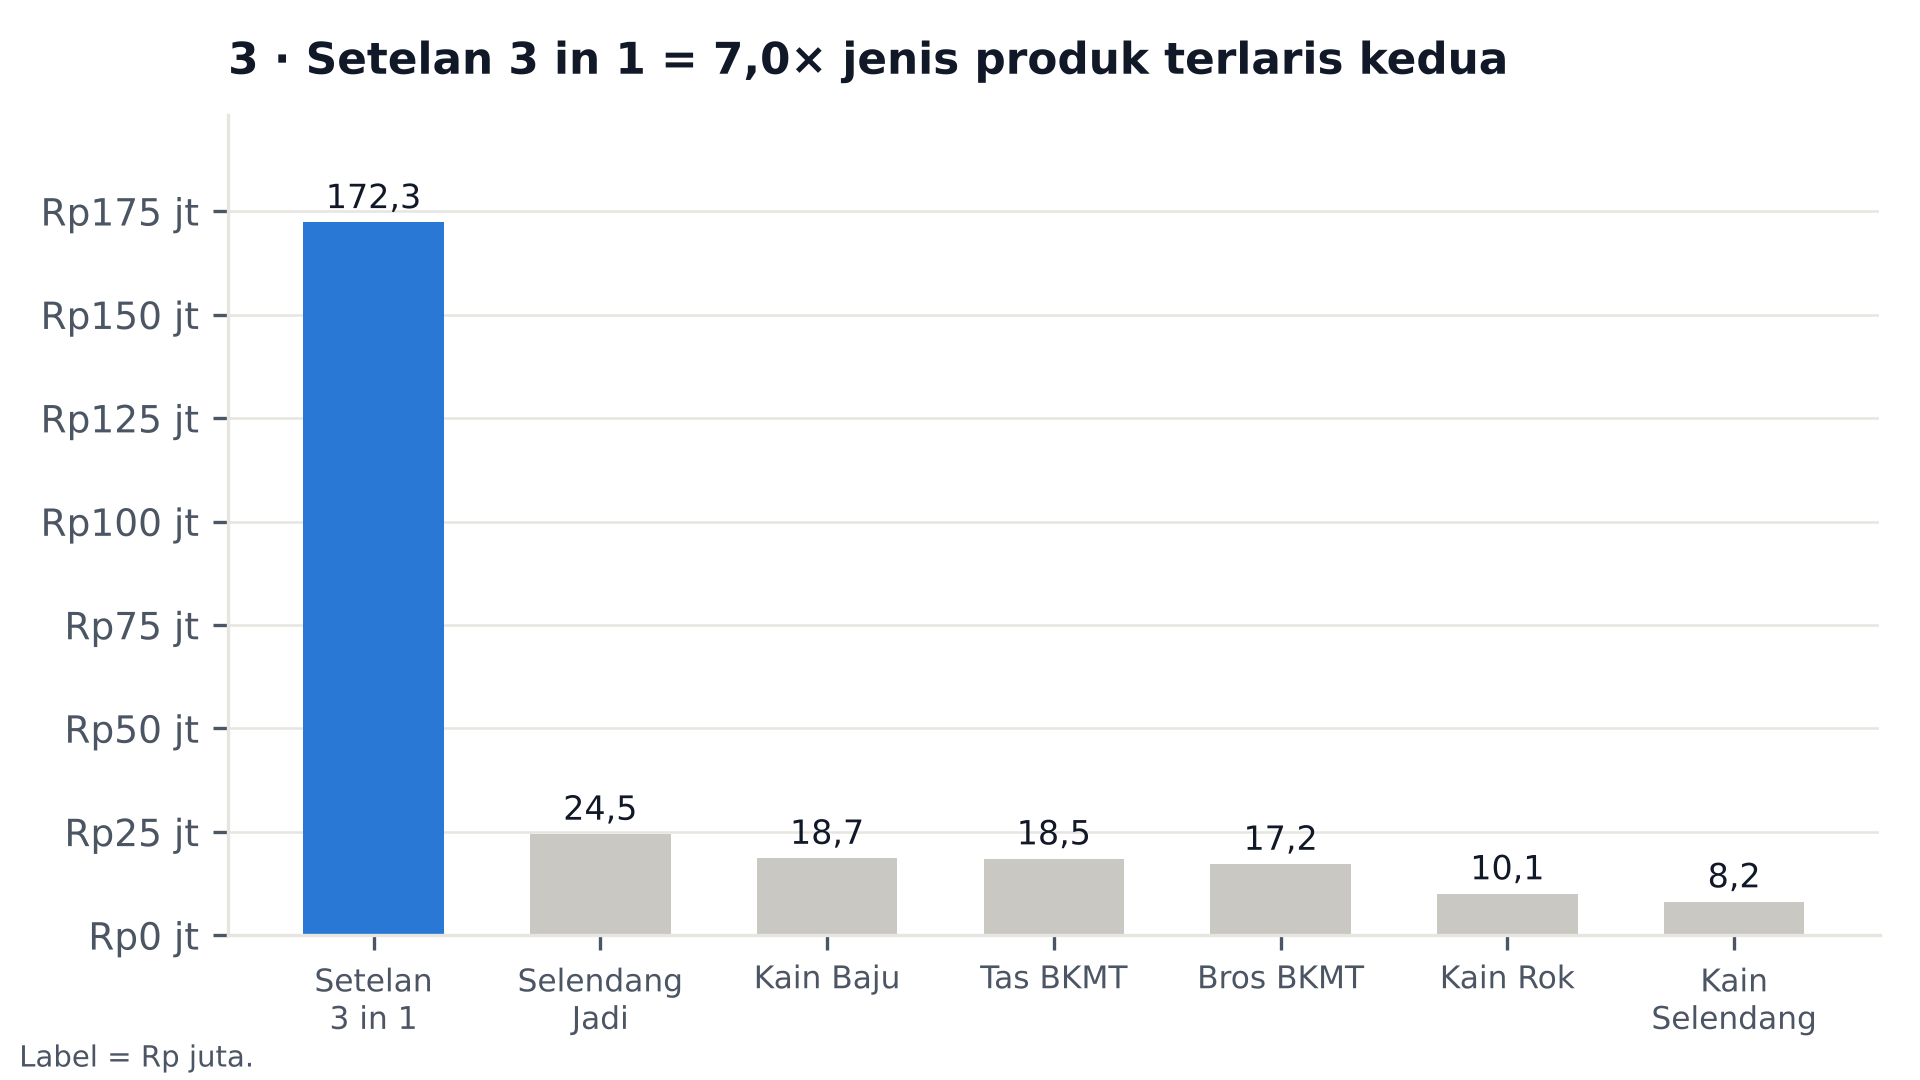 3 · Setelan 3 in 1 = 7,0× jenis produk terlaris kedua
Rp175 jt
Rp150 jt
Rp125 jt
Rp100 jt
Rp75 jt
Rp50 jt
Rp25 jt
Rp0 jt
172,3
24,5
18,7
18,5
17,2
10,1
8,2
Setelan
3 in 1
Selendang
Jadi
Kain Baju
Tas BKMT
Bros BKMT
Kain Rok
Kain
Selendang
Label = Rp juta.